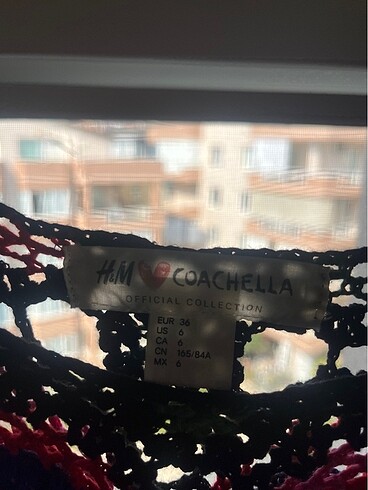 H&M COACHELLA
OFFICIAL COLLECTION
EUR 36
US 6
CA 6
CN 165/84A
MX 6